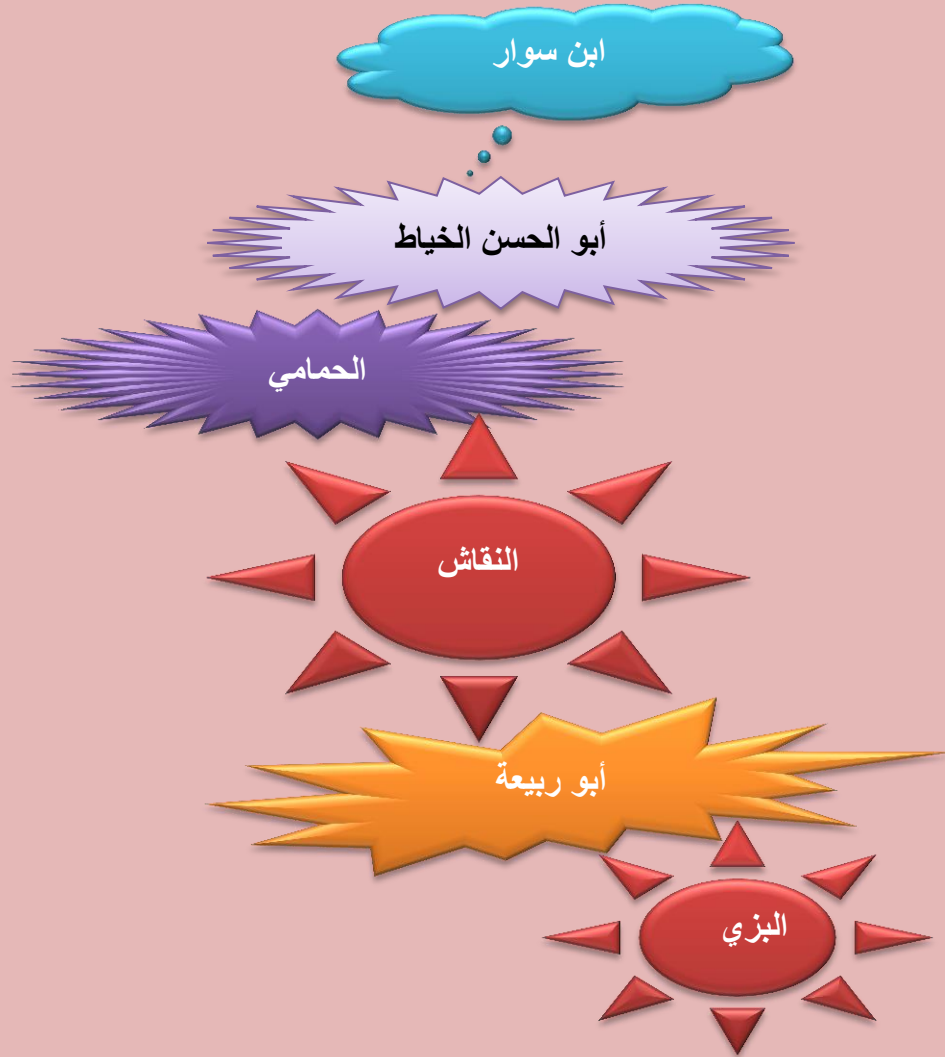 ابن سوار
أبو الحسن الخياط
الحمامي
النقاش
أبو ربيعة
البزي